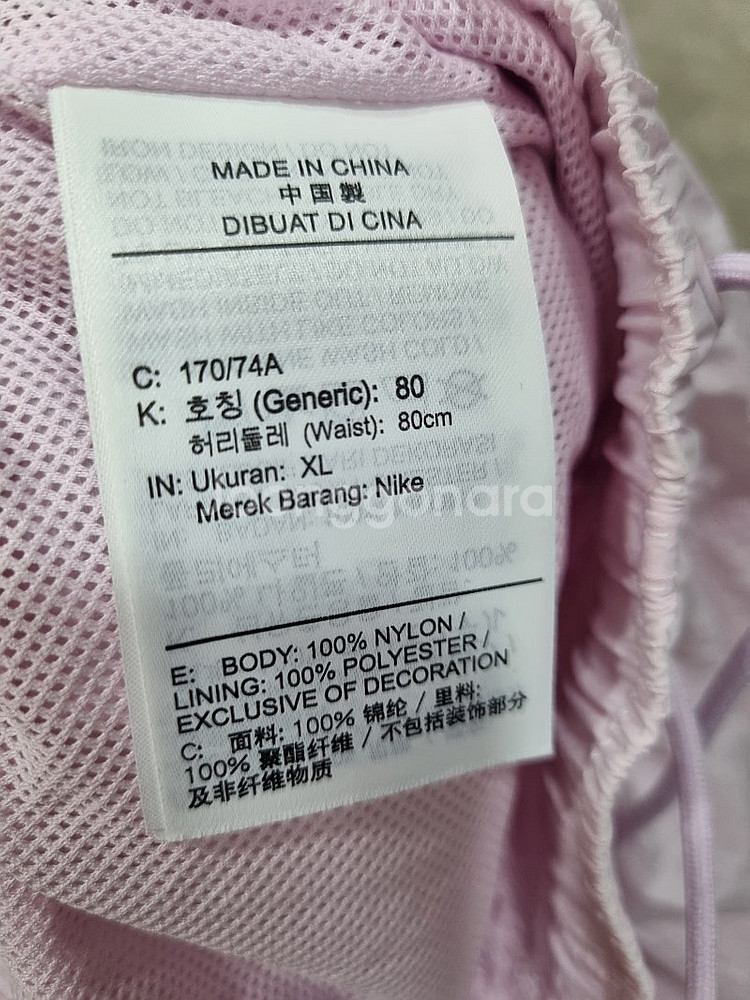 MADE IN CHINA
中国製
DIBUAT DI CINA
C: 170/74A
K: 호칭 (Generic): 80
허리둘레 (Waist): 80cm
IN: Ukuran: XL
Merek Barang: Nike
E: BODY: 100% NYLON /
LINING: 100% POLYESTER /
EXCLUSIVE OF DECORATION
C: 面料: 100% 锦纶 / 里料:
100% 聚酯纤维 / 不包括装饰部分
及非纤维物质